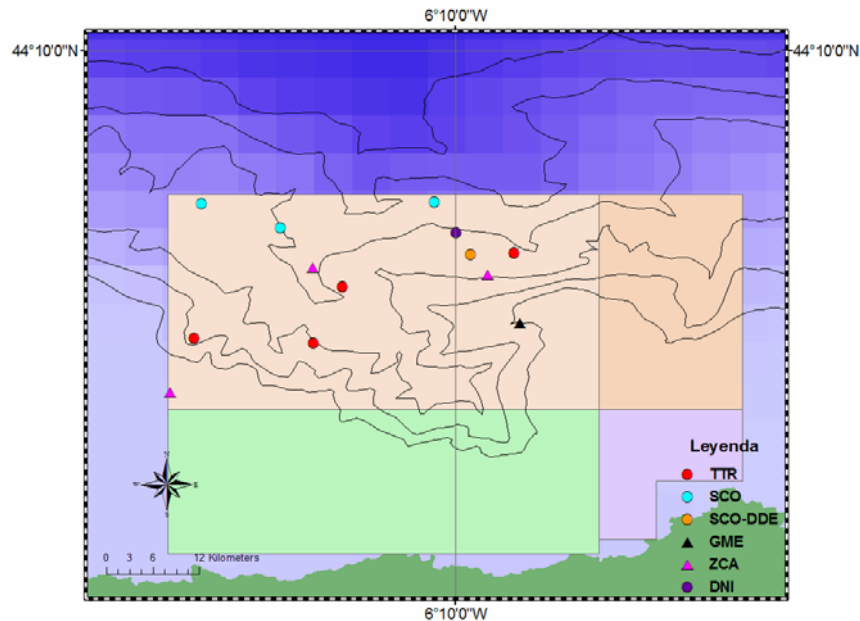 6°10'0"W
44°10'0"N
44°10'0"N
Leyenda
TTR
SCO
SCO-DDE
GME
ZCA
DNI
0 3 6 12 Kilometers
6°10'0"W